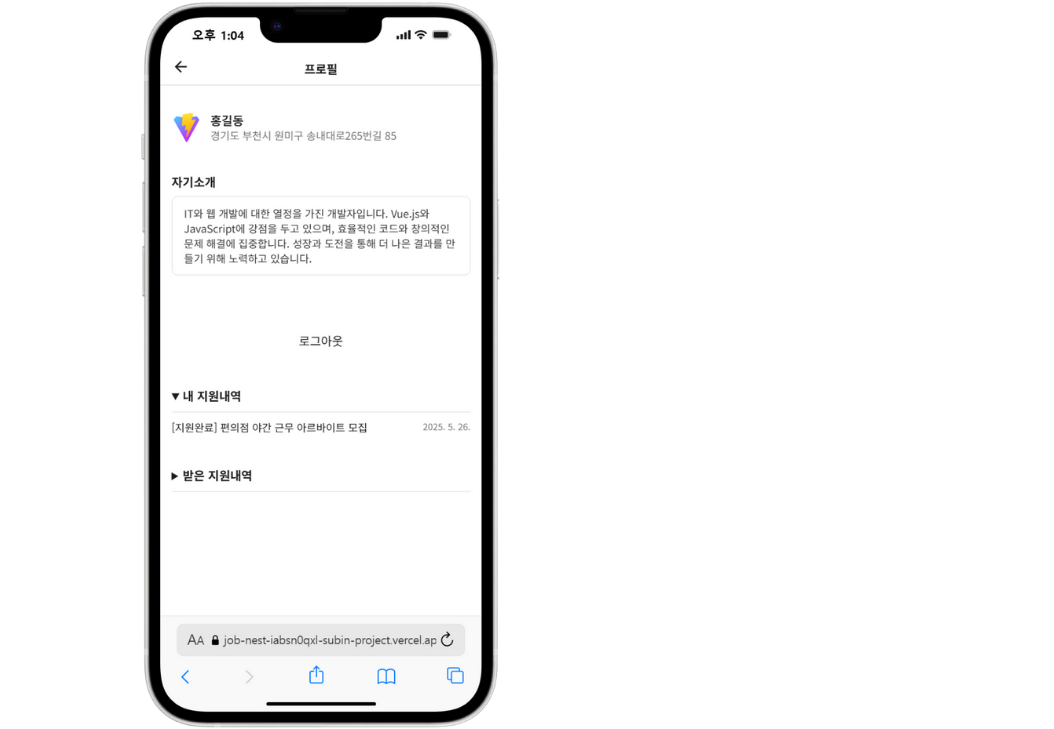 오후 1:04
프로필
홍길동
경기도 부천시 원미구 송내대로265번길 85
자기소개
IT와 웹 개발에 대한 열정을 가진 개발자입니다. Vue.js와
JavaScript에 강점을 두고 있으며, 효율적인 코드와 창의적인
문제 해결에 집중합니다. 성장과 도전을 통해 더 나은 결과를 만
들기 위해 노력하고 있습니다.
로그아웃
▼ 내 지원내역
[지원완료] 편의점 야간 근무 아르바이트 모집 2025. 5. 26.
▶ 받은 지원내역
AA job-nest-iabsn0qxl-subin-project.vercel.ap